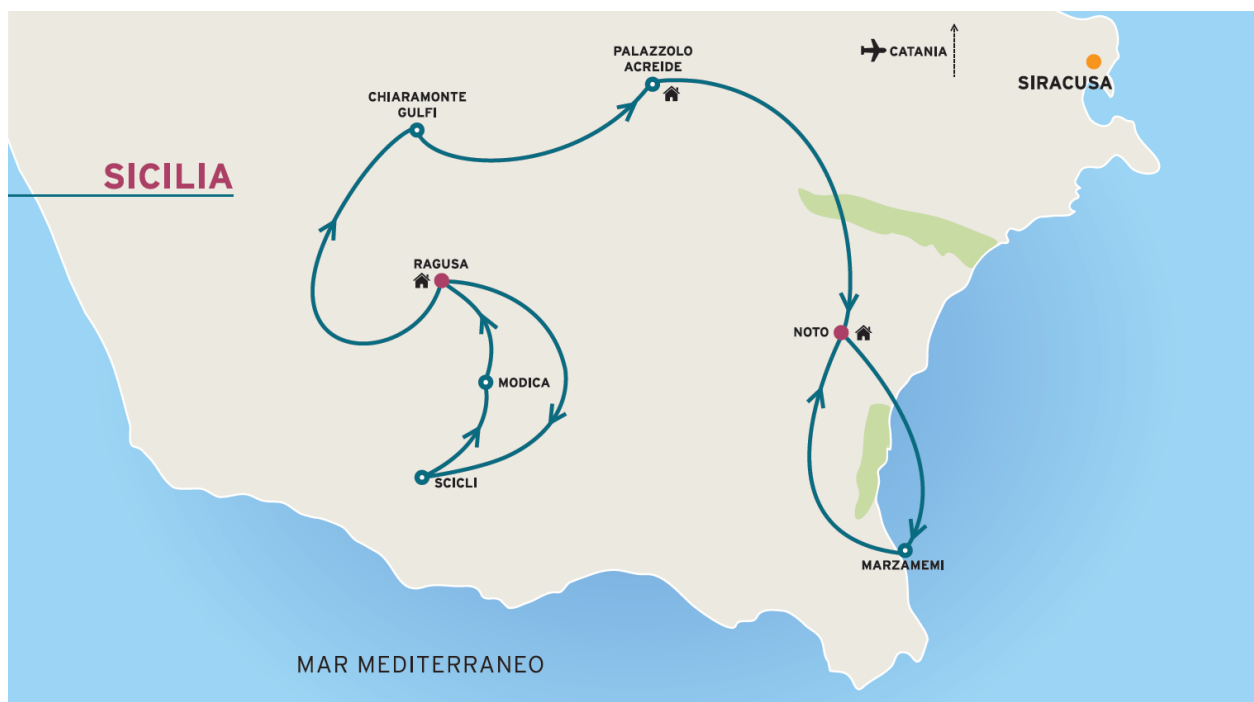 PALAZZOLO
ACREIDE
CATANIA
SIRACUSA
CHIARAMONTE
GULFI
SICILIA
RAGUSA
NOTO
MODICA
SCICLI
MARZAMEMI
MAR MEDITERRANEO